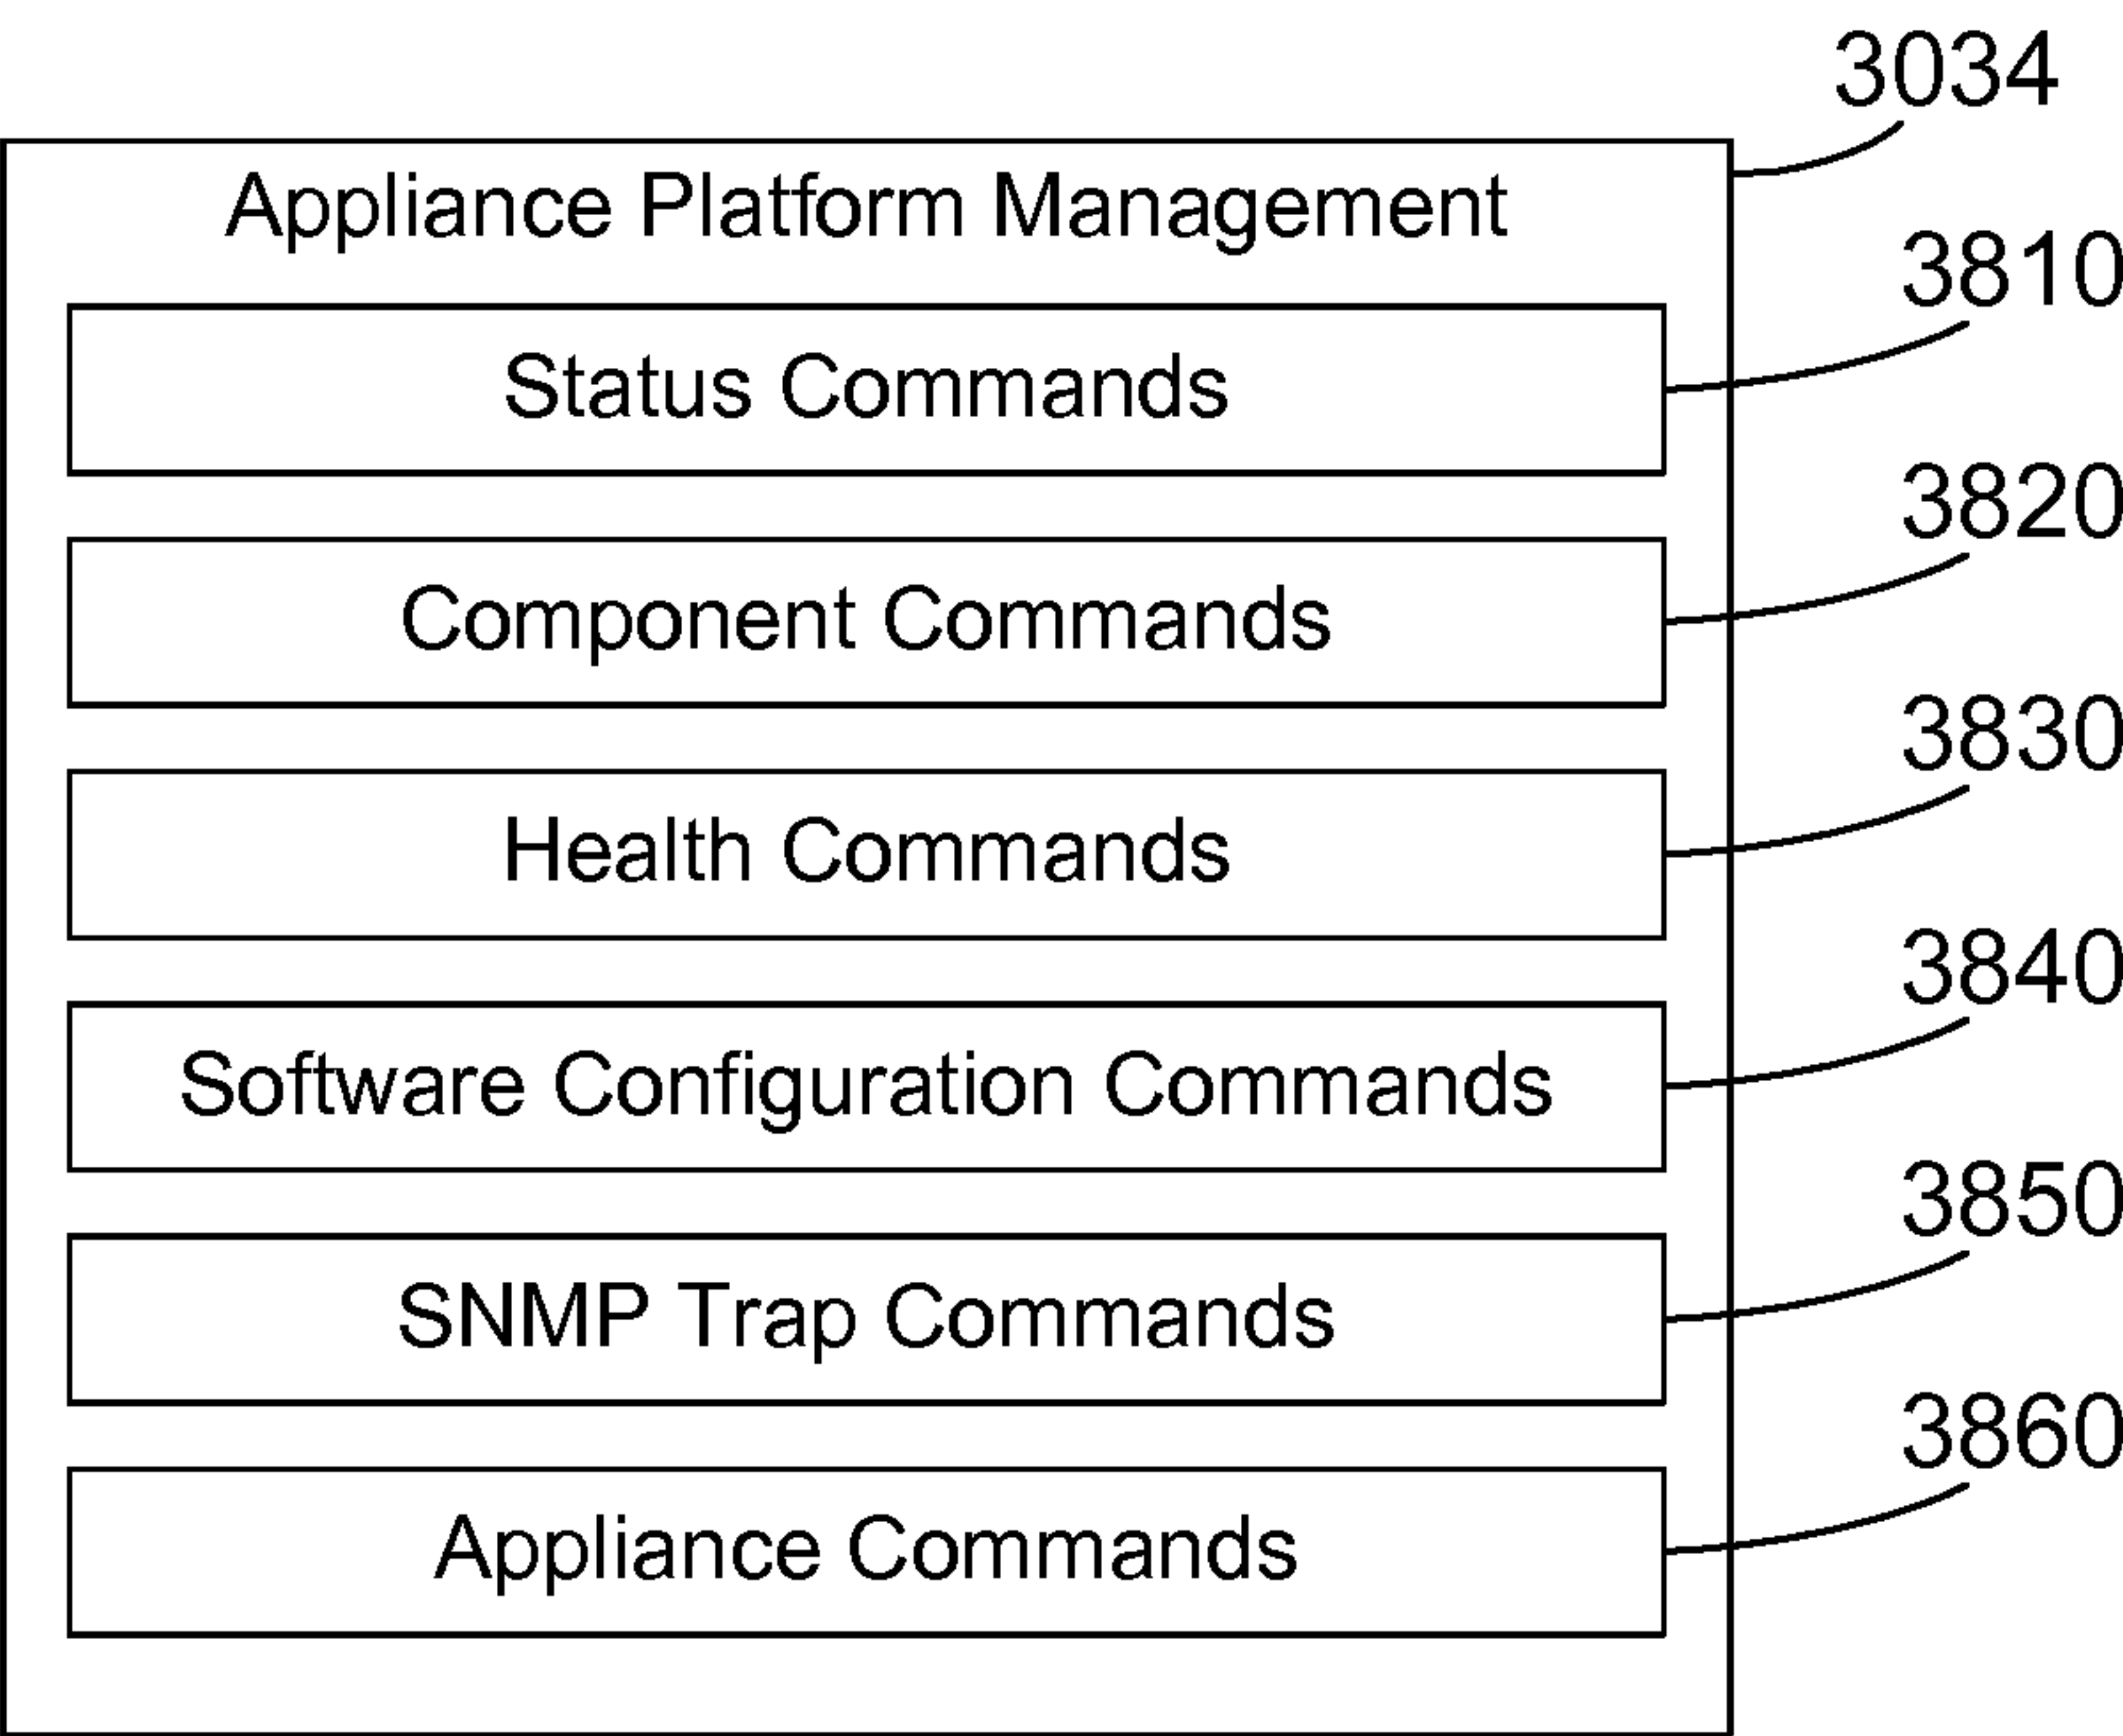 3034
Appliance Platform Management
3810
Status Commands
3820
Component Commands
3830
Health Commands
3840
Software Configuration Commands
3850
SNMP Trap Commands
3860
Appliance Commands